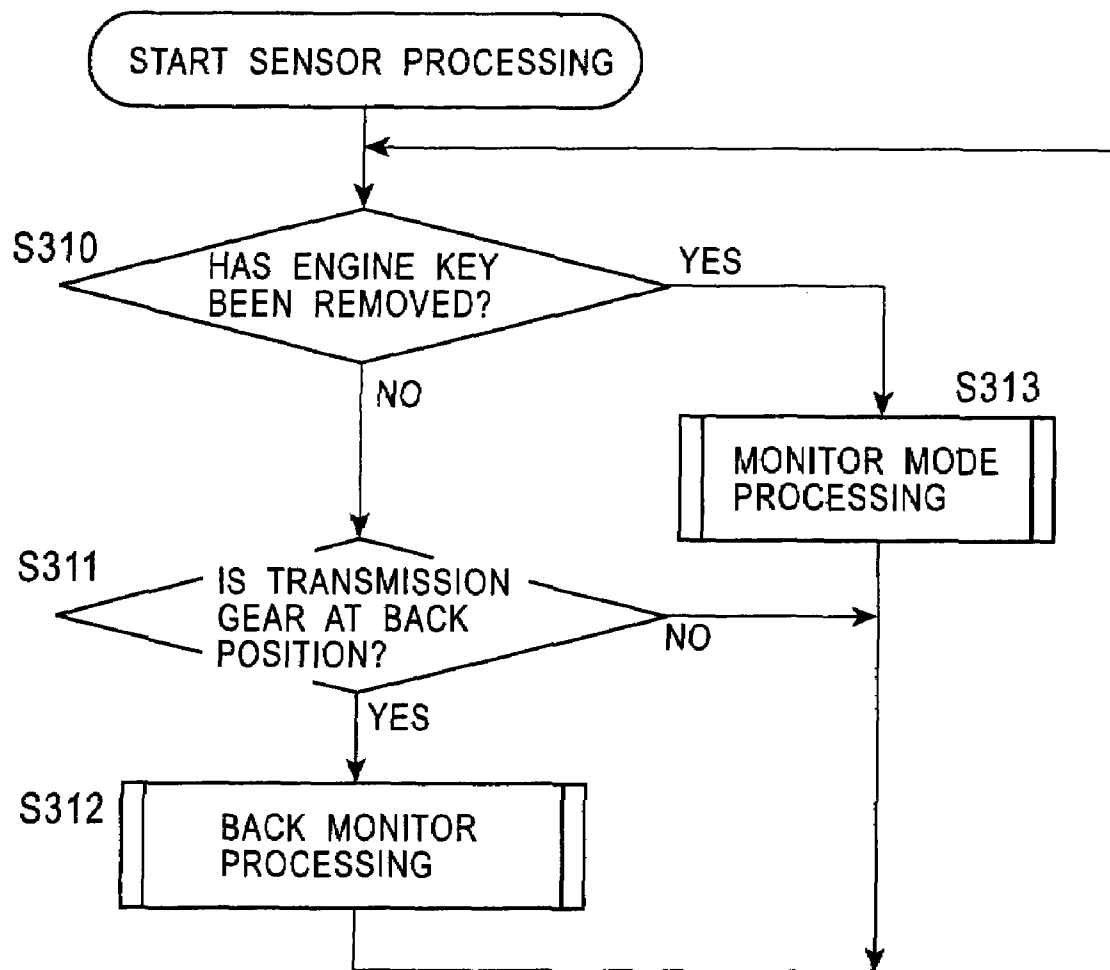 START SENSOR PROCESSING
S310
HAS ENGINE KEY
BEEN REMOVED?
YES
NO
S313
MONITOR MODE
PROCESSING
S311
IS TRANSMISSION
GEAR AT BACK
POSITION?
NO
YES
S312
BACK MONITOR
PROCESSING